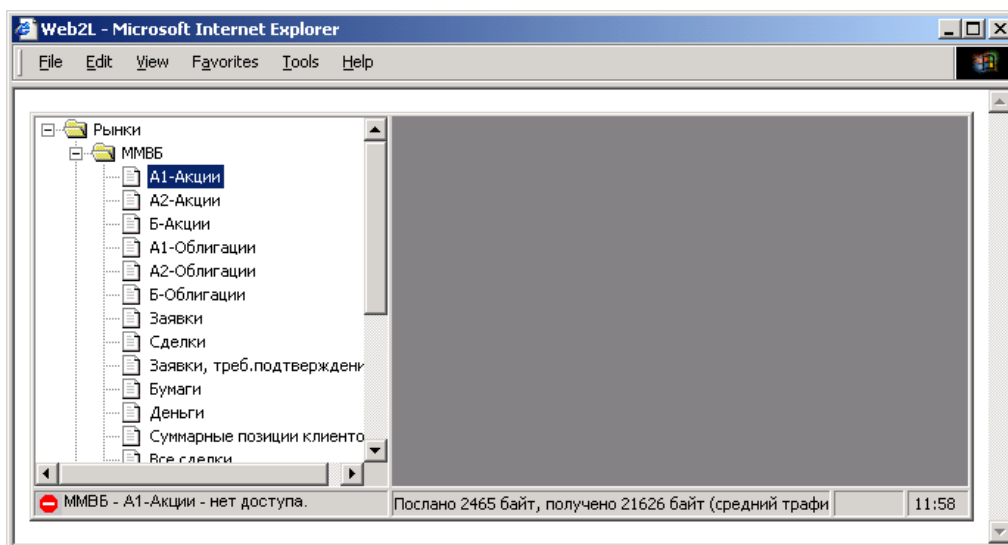 Web2L - Microsoft Internet Explorer
File Edit View Favorites Tools Help
Рынки
ММВБ
А1-Акции
А2-Акции
Б-Акции
А1-Облигации
А2-Облигации
Б-Облигации
Заявки
Сделки
Заявки, треб.подтверждени
Бумаги
Деньги
Суммарные позиции клиенто
Все сделки
ММВБ - А1-Акции - нет доступа. Послано 2465 байт, получено 21626 байт (средний трафи 11:58